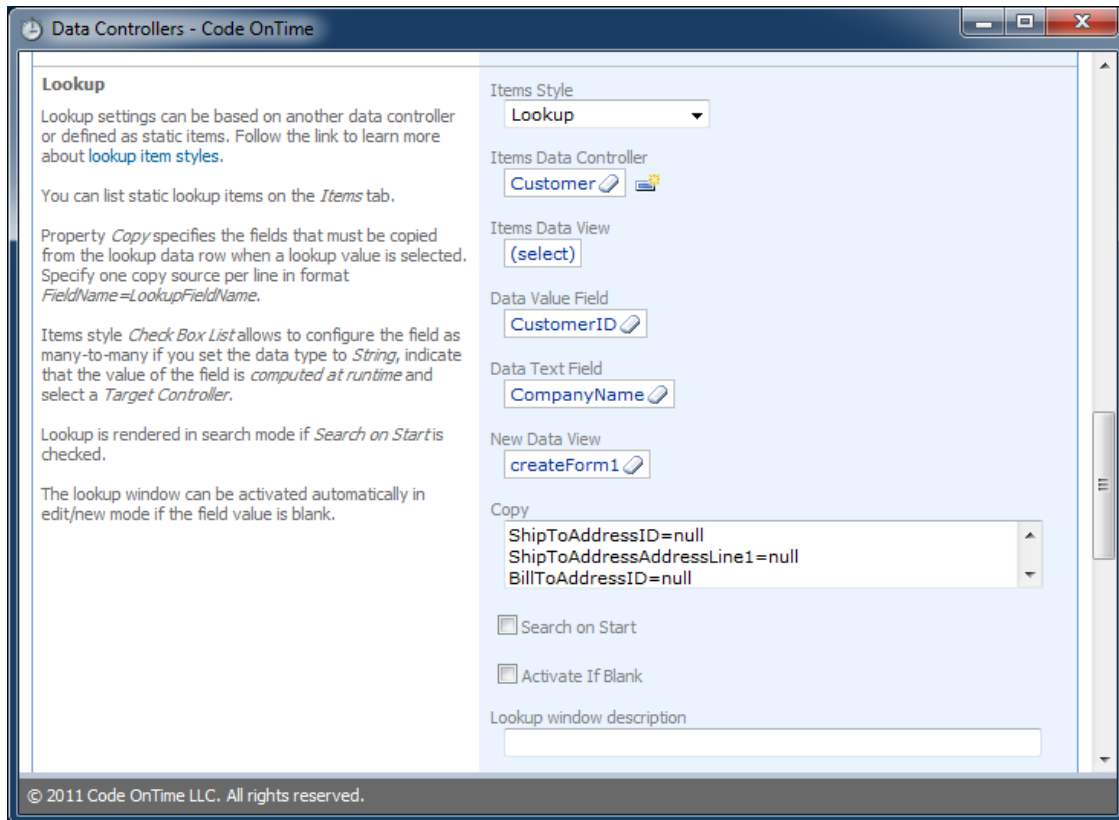 Data Controllers - Code OnTime
Lookup
Lookup settings can be based on another data controller
or defined as static items. Follow the link to learn more
about lookup item styles.
You can list static lookup items on the Items tab.
Property Copy specifies the fields that must be copied
from the lookup data row when a lookup value is selected.
Specify one copy source per line in format
FieldName=LookupFieldName.
Items style Check Box List allows to configure the field as
many-to-many if you set the data type to String, indicate
that the value of the field is computed at runtime and
select a Target Controller.
Lookup is rendered in search mode if Search on Start is
checked.
The lookup window can be activated automatically in
edit/new mode if the field value is blank.
Items Style
Lookup
Items Data Controller
Customer
Items Data View
(select)
Data Value Field
CustomerID
Data Text Field
CompanyName
New Data View
createForm1
Copy
ShipToAddressID=null
ShipToAddressAddressLine1=null
BillToAddressID=null
Search on Start
Activate If Blank
Lookup window description
© 2011 Code OnTime LLC. All rights reserved.